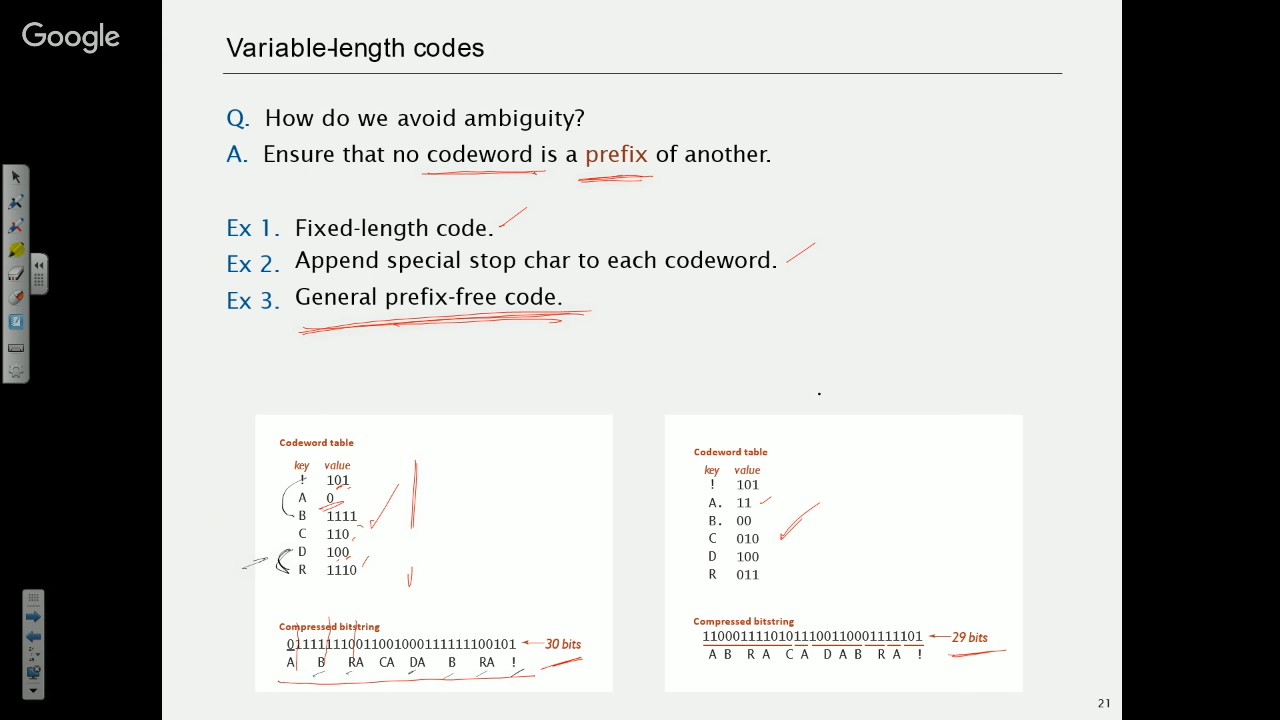 Google
Variable-length codes
Q. How do we avoid ambiguity?
A. Ensure that no codeword is a prefix of another.
Ex 1. Fixed-length code.
Ex 2. Append special stop char to each codeword.
Ex 3. General prefix-free code.
Codeword table
key value
! 101
A 0
B 1111
C 110
D 100
R 1110
Compressed bitstring
011111110011001000111111100101 30 bits
A B RA CA DA B RA !
Codeword table
key value
! 101
A. 11
B. 00
C 010
D 100
R 011
Compressed bitstring
11000111101011100110001111101 29 bits
A B R A C A D A B R A !
21